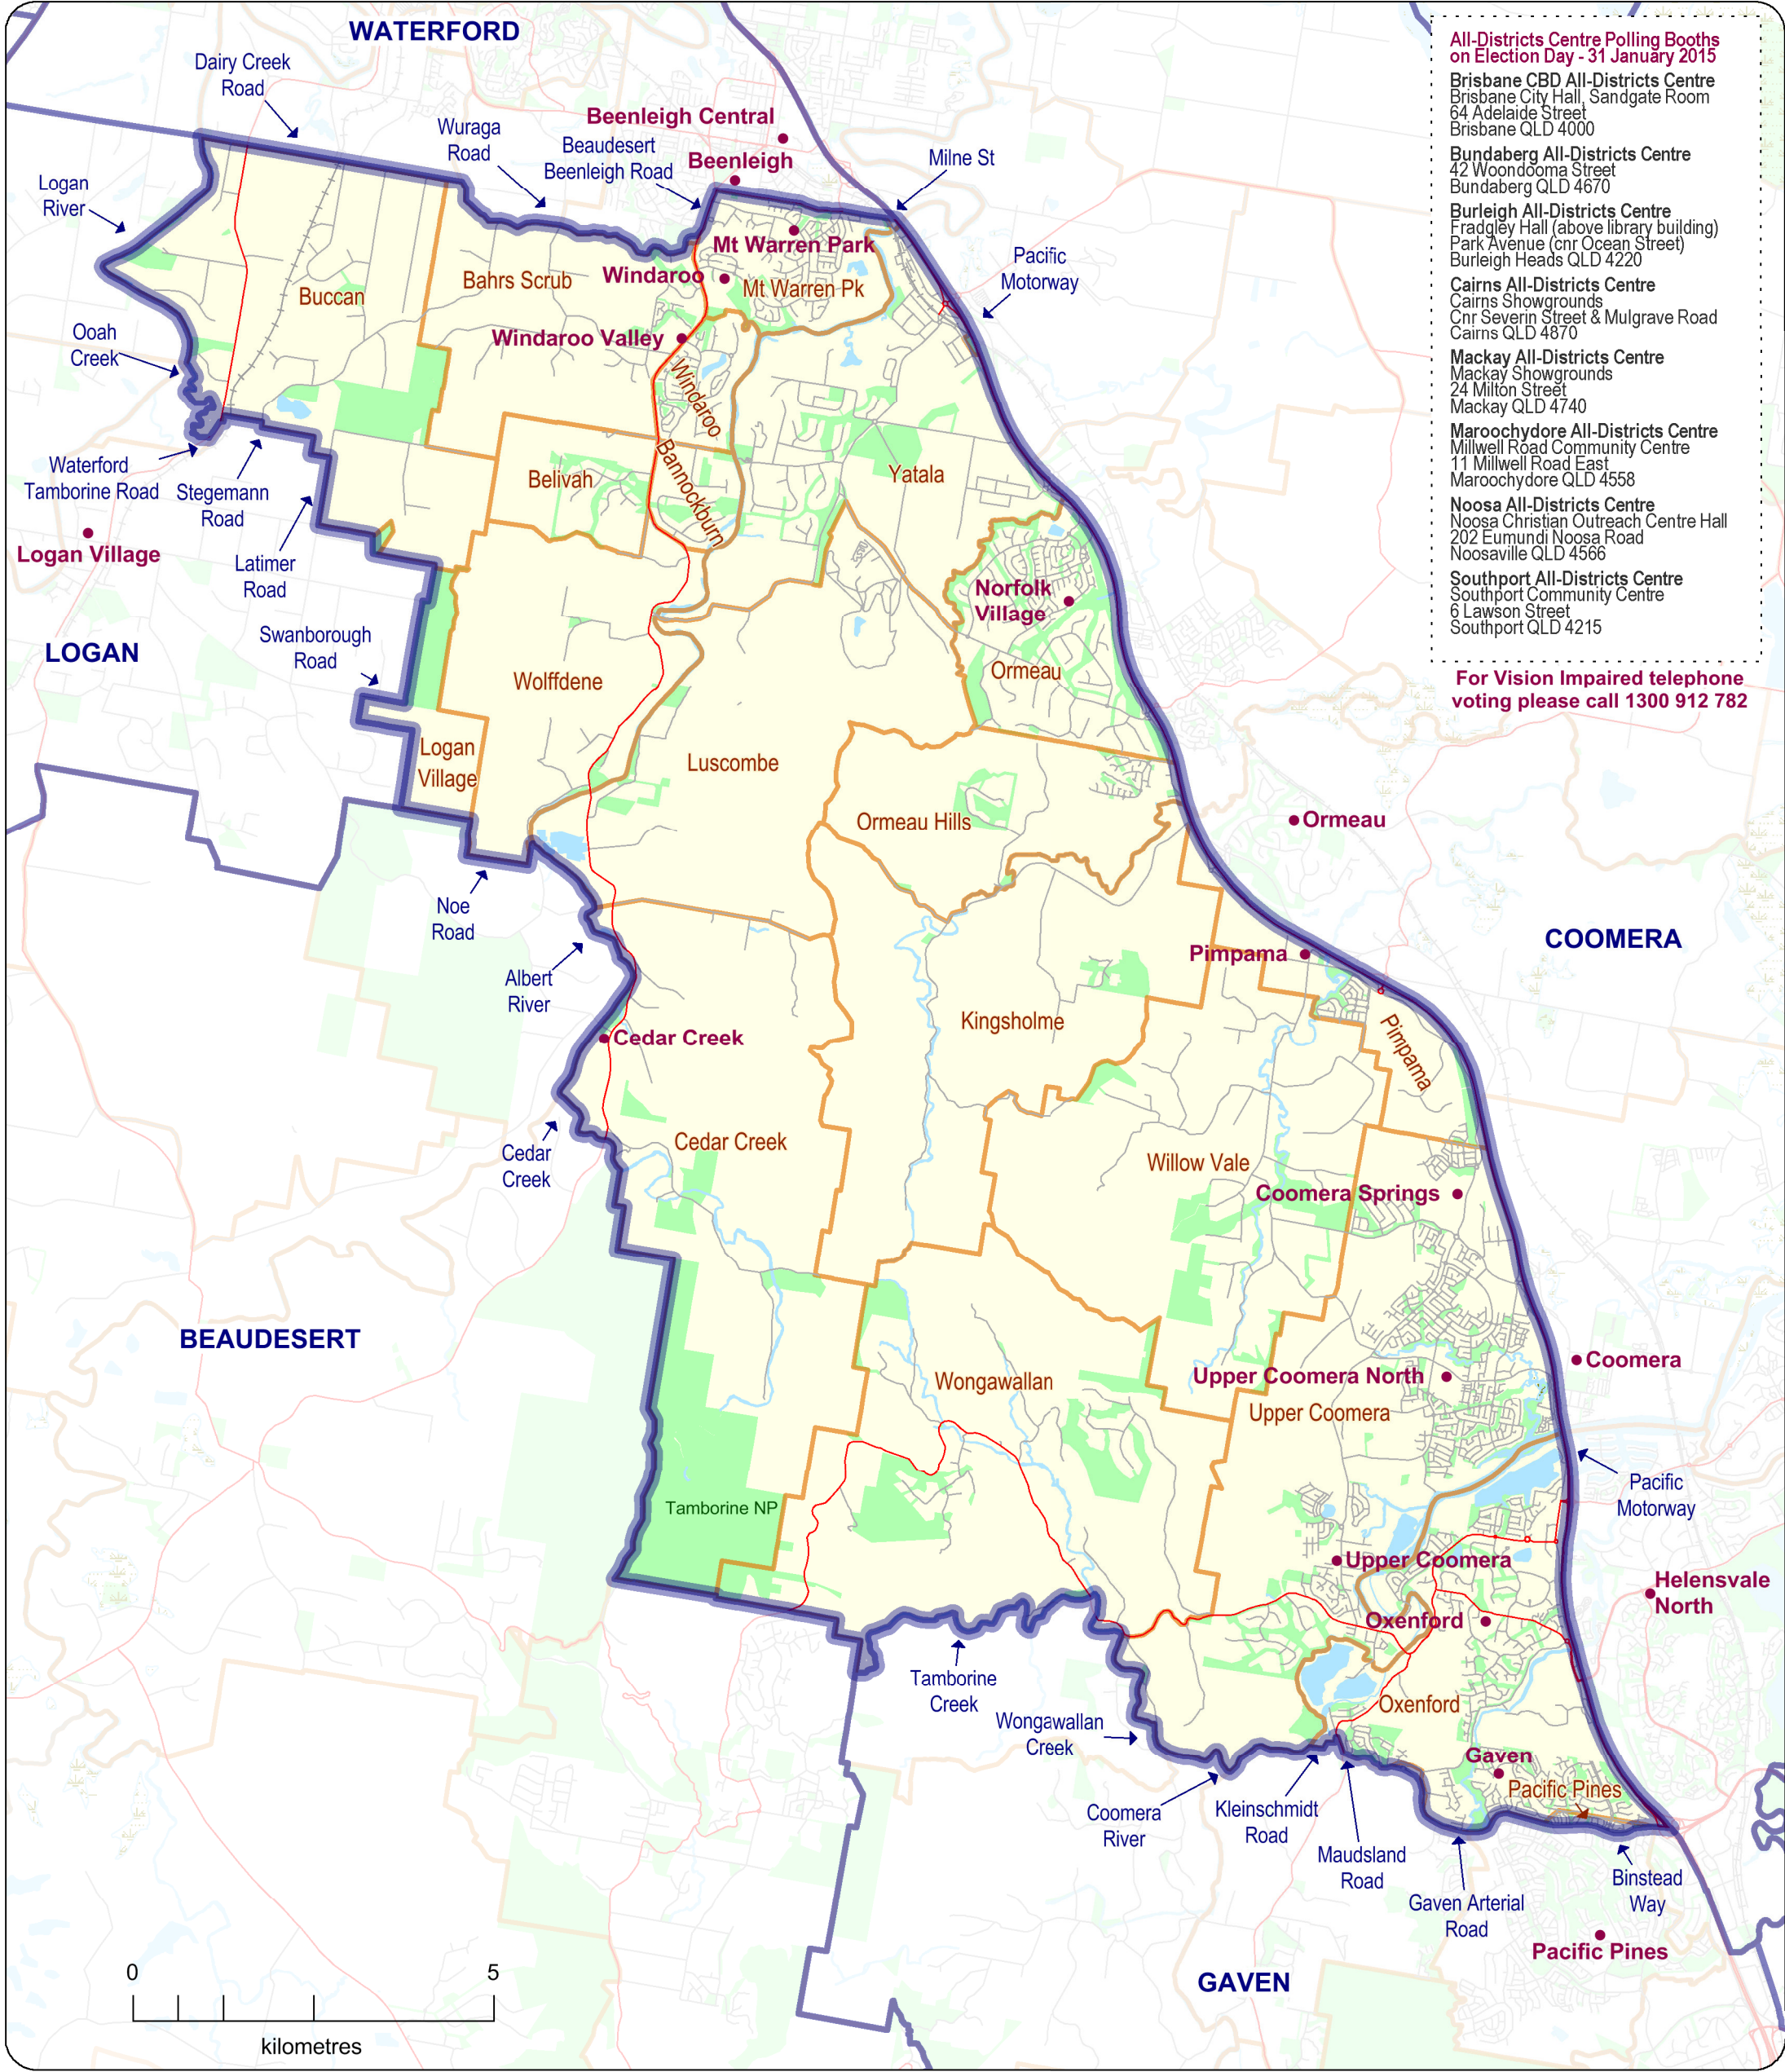 WATERFORD
Dairy Creek
Road
Wuraga
Road
Beenleigh Central
Beaudesert
Beenleigh Road
Beenleigh
Milne St
Logan
River
Mt Warren Park
Pacific
Motorway
Windaroo
Bahrs Scrub
Mt Warren Pk
Buccan
Ooah
Creek
Windaroo Valley
Windaroo
Waterford
Tamborine Road
Stegemann
Road
Belivah
Bannockburn
Yatala
Logan Village
Latimer
Road
Norfolk
Village
Swanborough
Road
LOGAN
Wolffdene
Ormeau
Logan
Village
Luscombe
Ormeau Hills
Ormeau
Noe
Road
COOMERA
Pimpama
Albert
River
Kingsholme
Pimpama
Cedar Creek
Cedar
Creek
Cedar Creek
Willow Vale
Coomera Springs
BEAUDESERT
Coomera
Wongawallan
Upper Coomera North
Upper Coomera
Pacific
Motorway
Tamborine NP
Upper Coomera
Helensvale
North
Oxenford
Tamborine
Creek
Oxenford
Wongawallan
Creek
Gaven
Pacific Pines
Coomera
River
Kleinschmidt
Road
Maudsland
Road
Gaven Arterial
Road
Binstead
Way
Pacific Pines
GAVEN
0 5
kilometres
All-Districts Centre Polling Booths
on Election Day - 31 January 2015
Brisbane CBD All-Districts Centre
Brisbane City Hall, Sandgate Room
64 Adelaide Street
Brisbane QLD 4000
Bundaberg All-Districts Centre
42 Woondooma Street
Bundaberg QLD 4670
Burleigh All-Districts Centre
Fradgley Hall (above library building)
Park Avenue (cnr Ocean Street)
Burleigh Heads QLD 4220
Cairns All-Districts Centre
Cairns Showgrounds
Cnr Severin Street & Mulgrave Road
Cairns QLD 4870
Mackay All-Districts Centre
Mackay Showgrounds
24 Milton Street
Mackay QLD 4740
Maroochydore All-Districts Centre
Millwell Road Community Centre
11 Millwell Road East
Maroochydore QLD 4558
Noosa All-Districts Centre
Noosa Christian Outreach Centre Hall
202 Eumundi Noosa Road
Noosaville QLD 4566
Southport All-Districts Centre
Southport Community Centre
6 Lawson Street
Southport QLD 4215
For Vision Impaired telephone
voting please call 1300 912 782